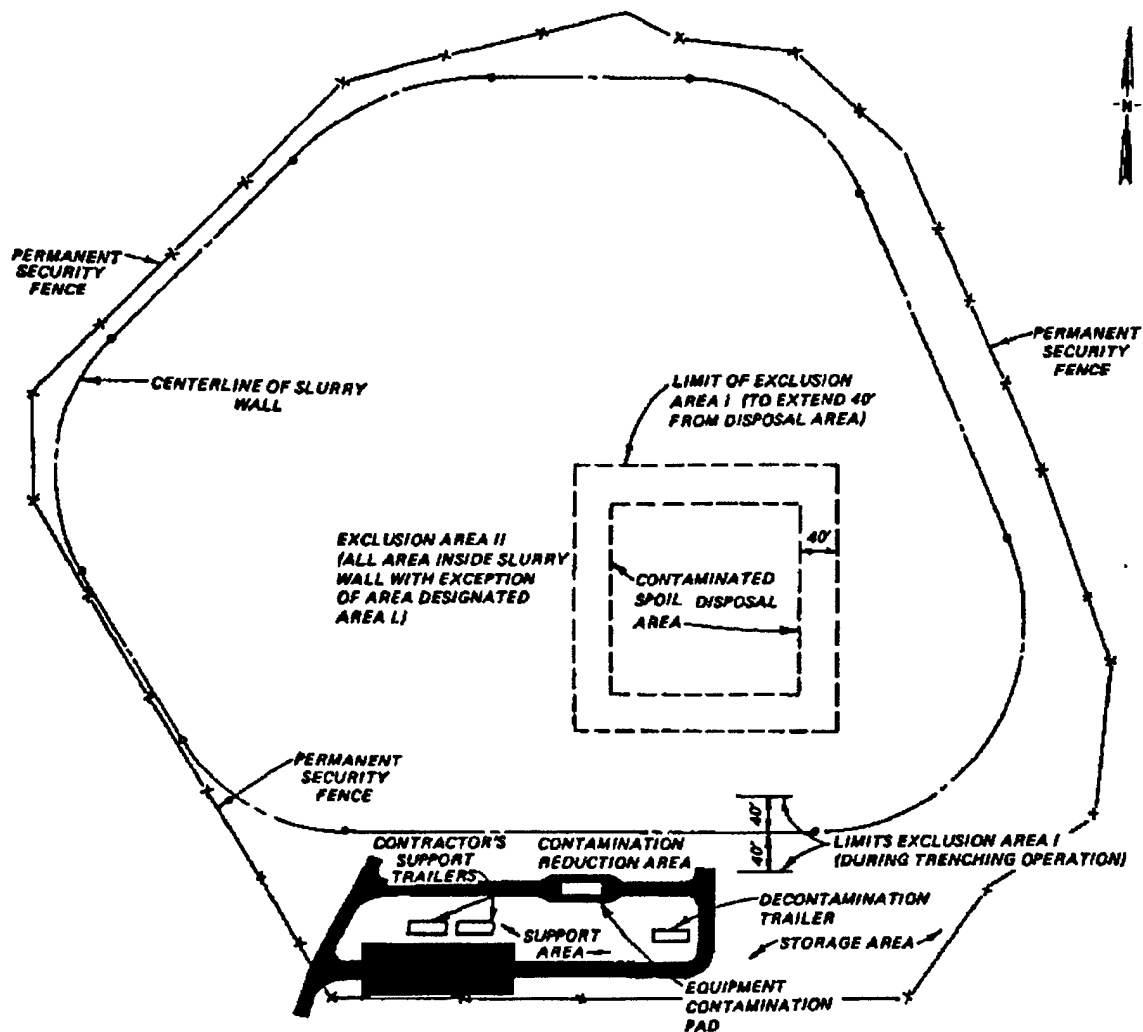 N
PERMANENT
SECURITY
FENCE
PERMANENT
SECURITY
FENCE
CENTERLINE OF SLURRY
WALL
LIMIT OF EXCLUSION
AREA I (TO EXTEND 40'
FROM DISPOSAL AREA)
EXCLUSION AREA II
(ALL AREA INSIDE SLURRY
WALL WITH EXCEPTION
OF AREA DESIGNATED
AREA I.)
40'
CONTAMINATED
SPOIL DISPOSAL
AREA
PERMANENT
SECURITY
FENCE
40'
40'
LIMITS EXCLUSION AREA I
(DURING TRENCHING OPERATION)
CONTRACTOR'S
SUPPORT
TRAILERS
CONTAMINATION
REDUCTION AREA
DECONTAMINATION
TRAILER
SUPPORT
AREA
STORAGE AREA
EQUIPMENT
CONTAMINATION
PAD